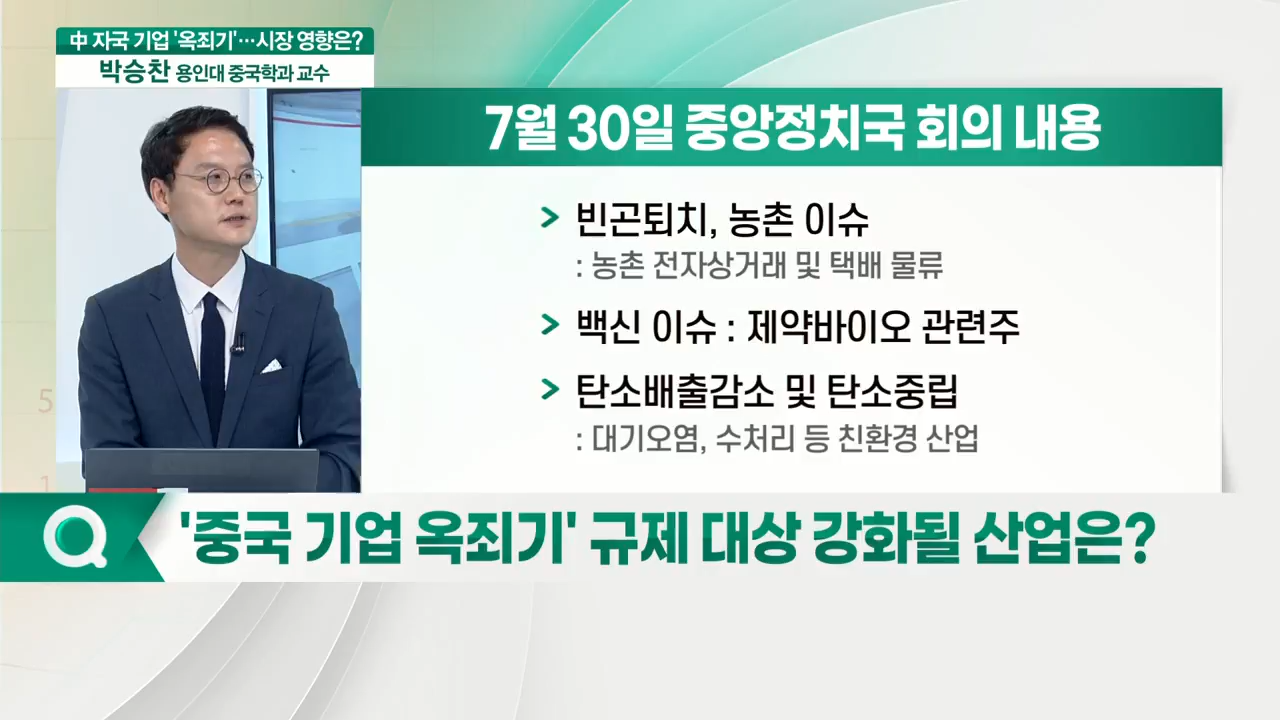 中 자국 기업 '옥죄기'…시장 영향은?
박승찬 용인대 중국학과 교수
7월 30일 중앙정치국 회의 내용
> 빈곤퇴치, 농촌 이슈
: 농촌 전자상거래 및 택배 물류
> 백신 이슈 : 제약바이오 관련주
> 탄소배출감소 및 탄소중립
: 대기오염, 수처리 등 친환경 산업
5
1
Q '중국 기업 옥죄기' 규제 대상 강화될 산업은?